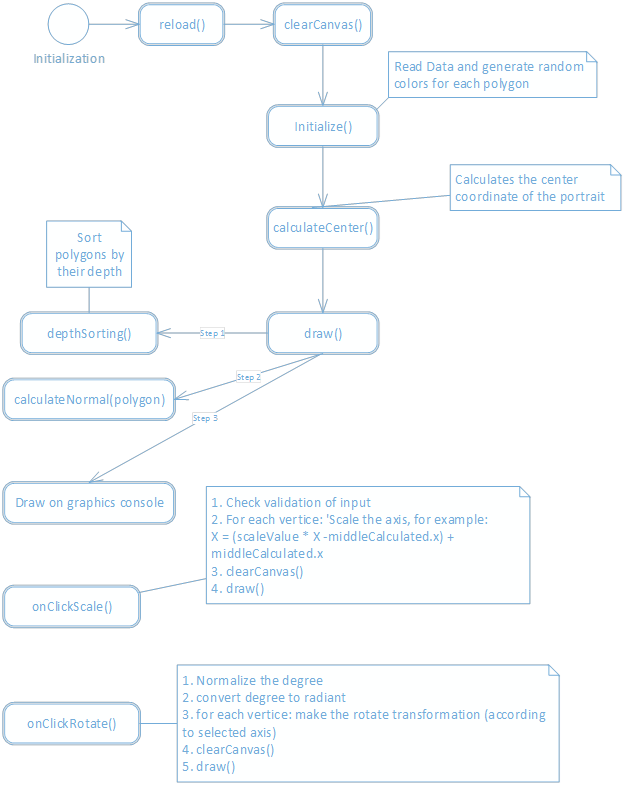 reload()
clearCanvas()
Initialization
Read Data and generate random
colors for each polygon
Initialize()
Calculates the center
coordinate of the portrait
calculateCenter()
Sort
polygons by
their depth
depthSorting()
Step 1
draw()
Step 2
calculateNormal(polygon)
Step 3
Draw on graphics console
1. Check validation of input
2. For each vertice: 'Scale the axis, for example:
X = (scaleValue * X -middleCalculated.x) +
middleCalculated.x
3. clearCanvas()
4. draw()
onClickScale()
1. Normalize the degree
2. convert degree to radiant
3. for each vertice: make the rotate transformation (according
to selected axis)
4. clearCanvas()
5. draw()
onClickRotate()